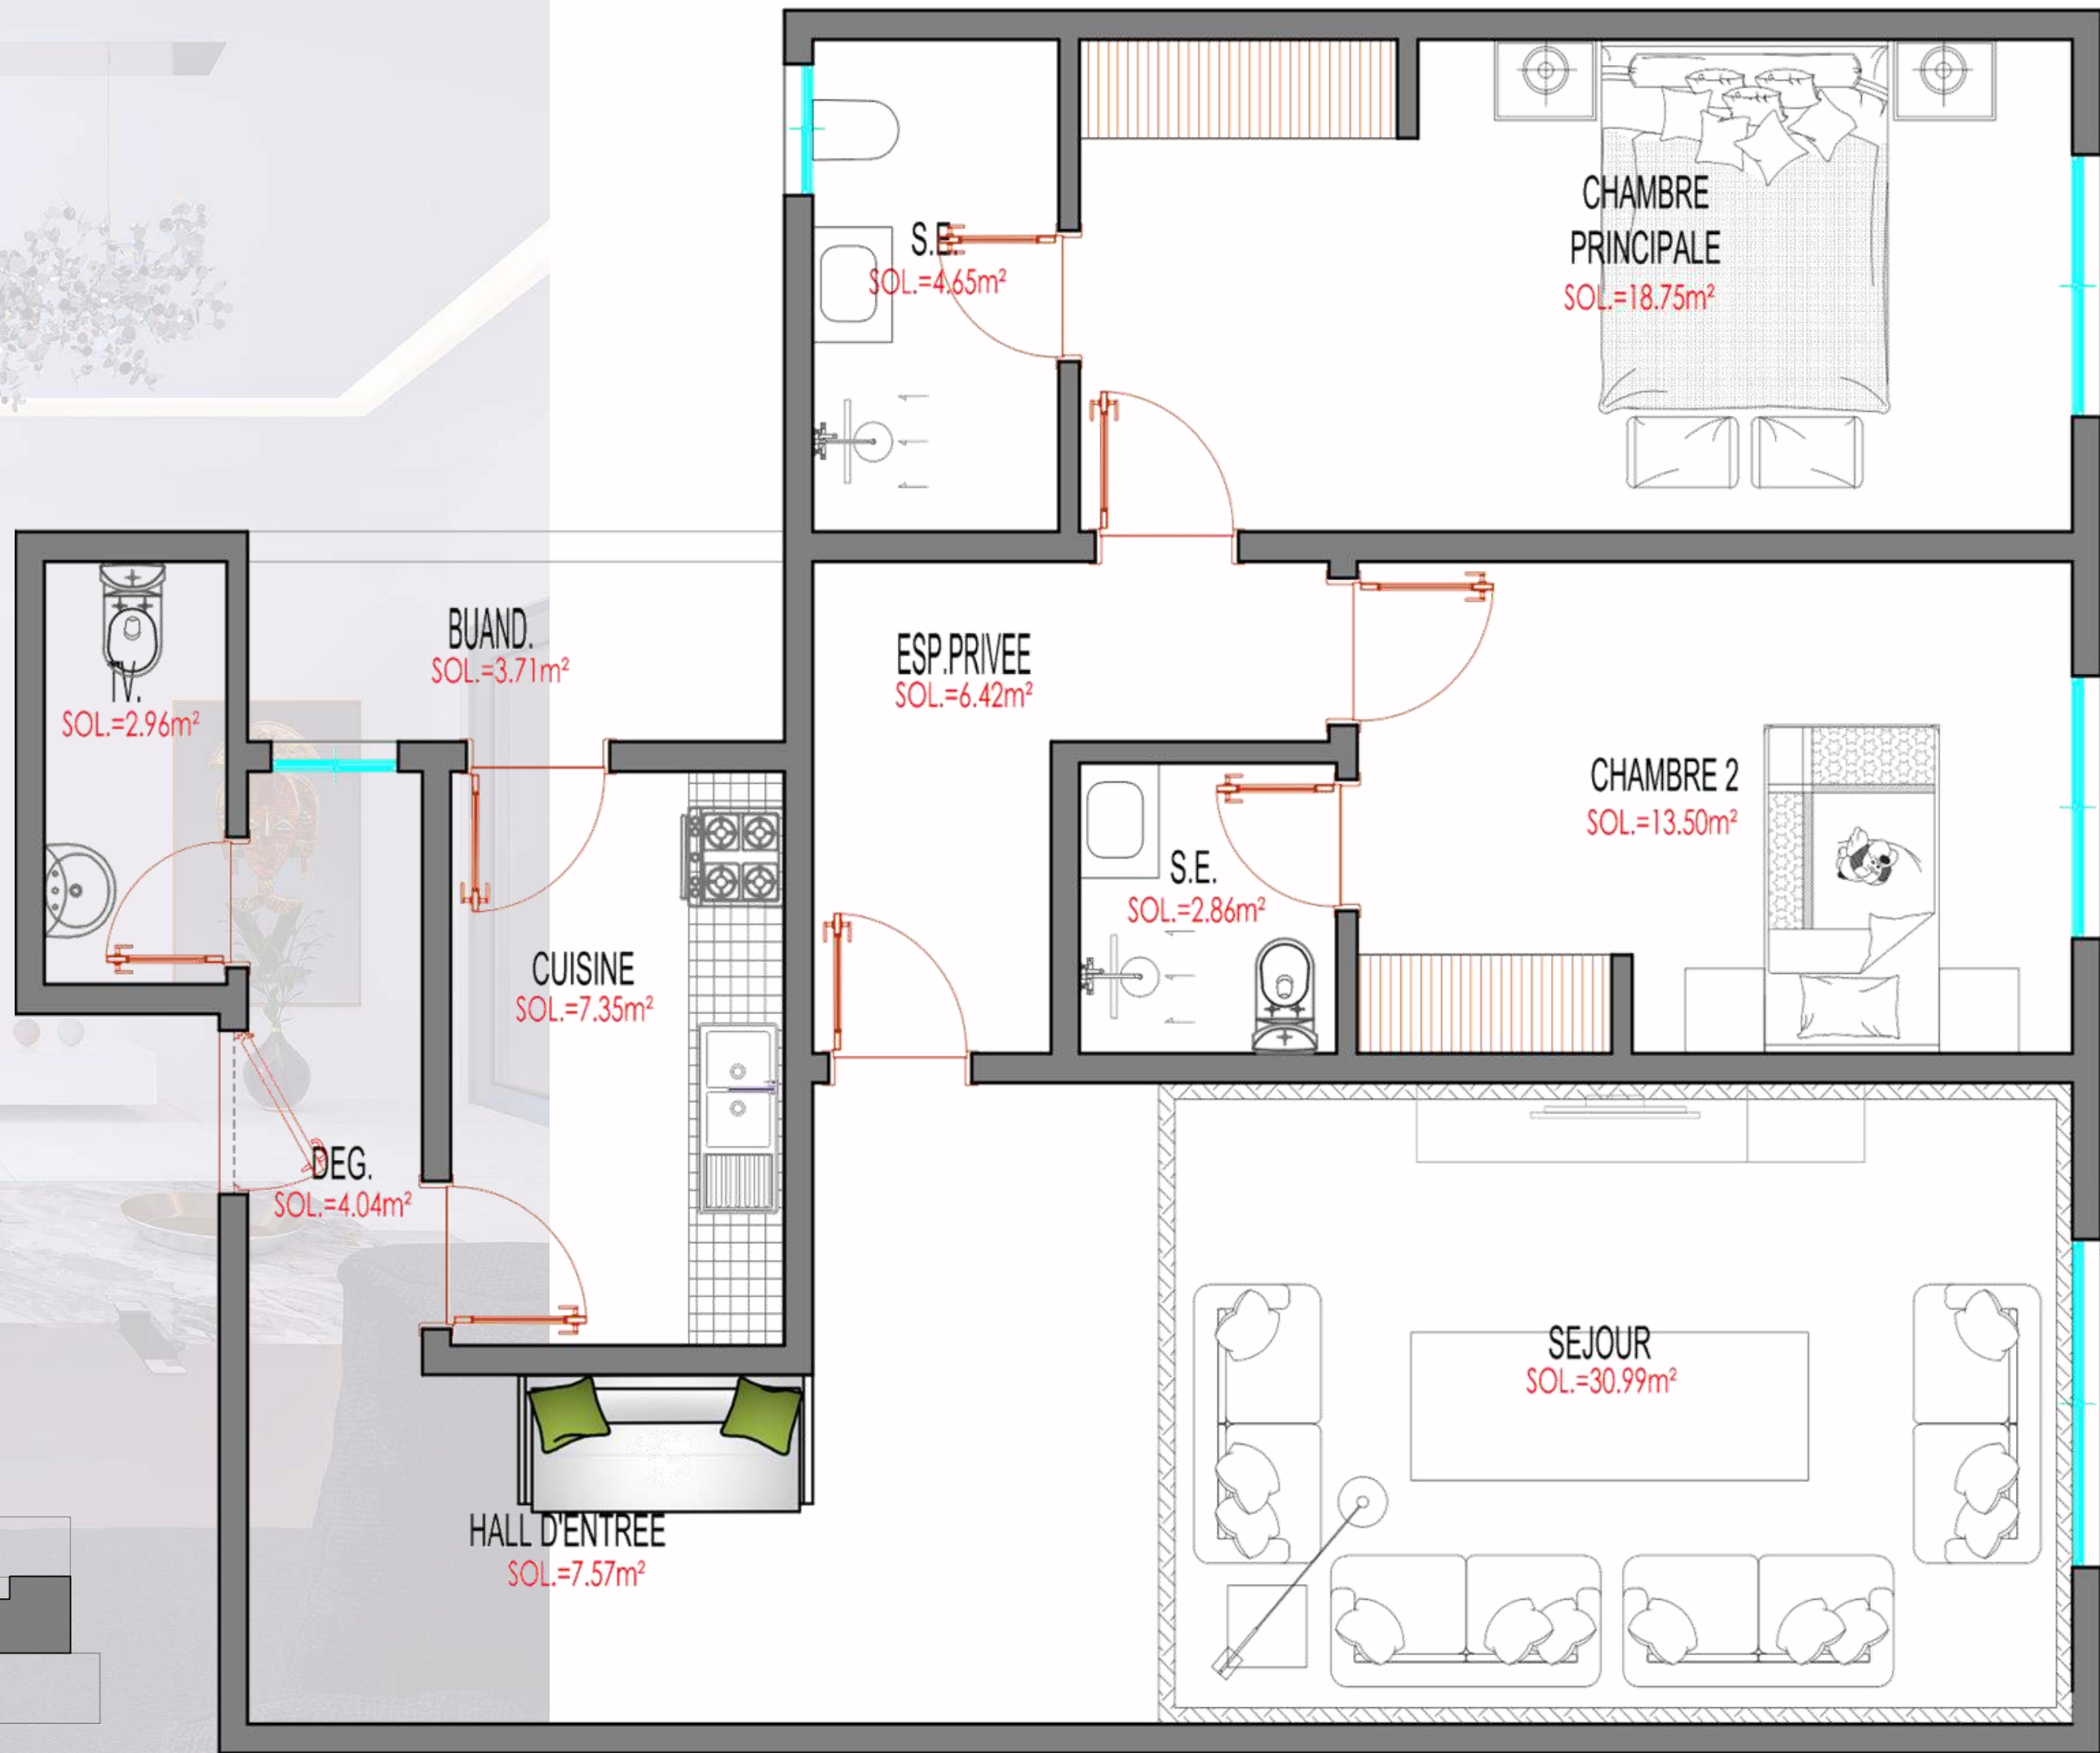 CHAMBRE
PRINCIPALE
SOL.=18.75m²
S.E.
SOL.=4.65m²
BUAND.
SOL.=3.71m²
ESP.PRIVEE
SOL.=6.42m²
SOL.=2.96m²
CHAMBRE 2
SOL.=13.50m²
S.E.
SOL.=2.86m²
CUISINE
SOL.=7.35m²
DEG.
SOL.=4.04m²
SEJOUR
SOL.=30.99m²
HALL D'ENTREE
SOL.=7.57m²